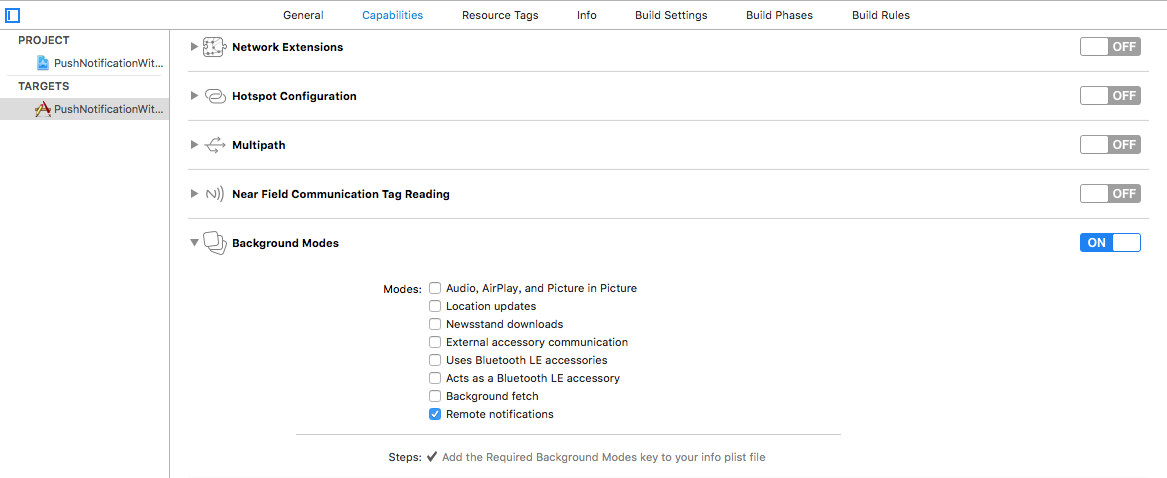 General Capabilities Resource Tags Info Build Settings Build Phases Build Rules
PROJECT
PushNotificationWit...
TARGETS
PushNotificationWit...
Network Extensions OFF
Hotspot Configuration OFF
Multipath OFF
Near Field Communication Tag Reading OFF
Background Modes ON
Modes: Audio, AirPlay, and Picture in Picture
Location updates
Newsstand downloads
External accessory communication
Uses Bluetooth LE accessories
Acts as a Bluetooth LE accessory
Background fetch
Remote notifications
Steps: ✔ Add the Required Background Modes key to your info plist file